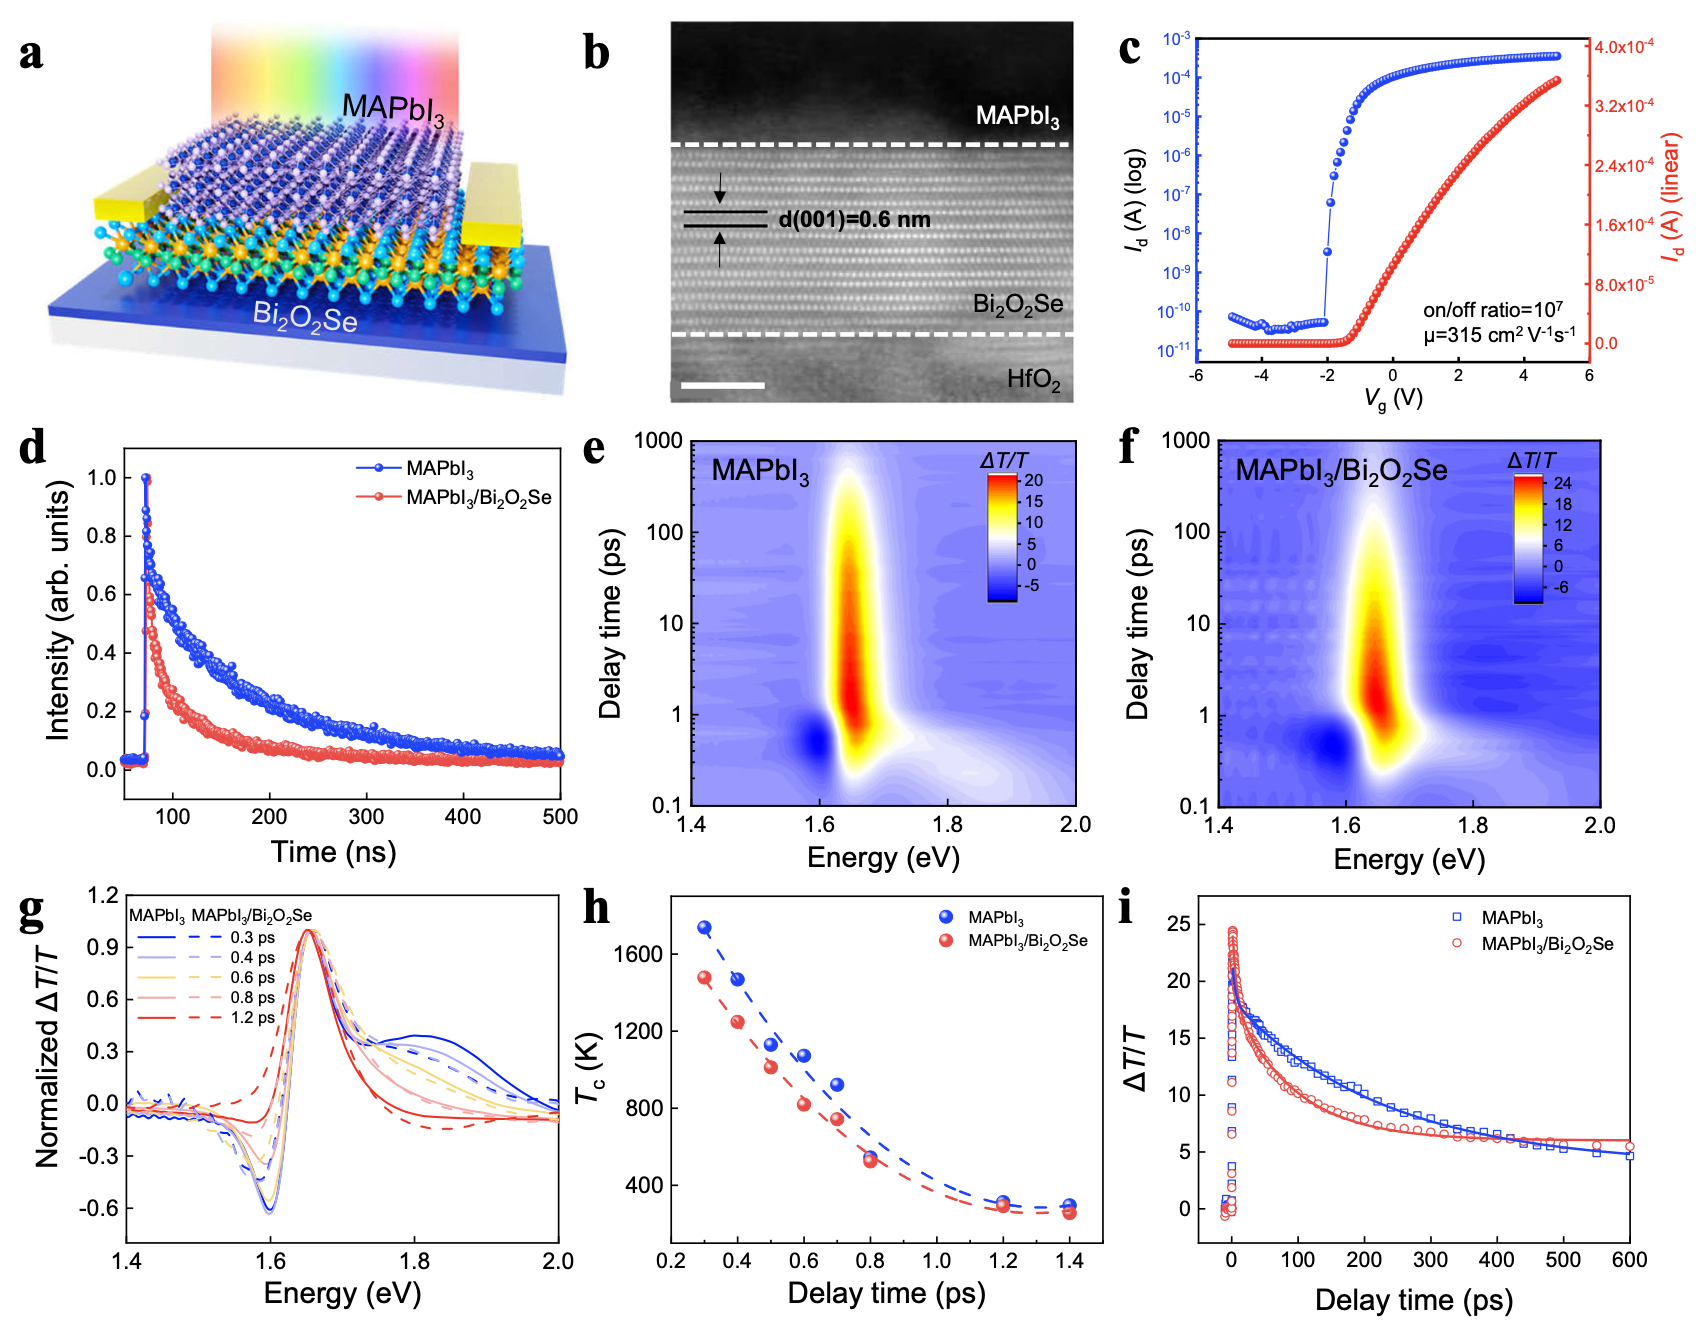 a
MAPbI₃
Bi₂O₂Se
b
MAPbI₃
d(001)=0.6 nm
Bi₂O₂Se
HfO₂
c
10⁻³
10⁻⁴
10⁻⁵
10⁻⁶
10⁻⁷
10⁻⁸
10⁻⁹
10⁻¹⁰
10⁻¹¹
I_d (A) (log)
4.0x10⁻⁴
3.2x10⁻⁴
2.4x10⁻⁴
1.6x10⁻⁴
8.0x10⁻⁵
0.0
I_d (A) (linear)
on/off ratio=10⁷
μ=315 cm² V⁻¹s⁻¹
-6 -4 -2 0 2 4 6
V_g (V)
d
MAPbI₃
MAPbI₃/Bi₂O₂Se
1.0
0.8
0.6
0.4
0.2
0.0
Intensity (arb. units)
100 200 300 400 500
Time (ns)
e
MAPbI₃
ΔT/T
20
15
10
5
0
-5
1000
100
10
1
0.1
Delay time (ps)
1.4 1.6 1.8 2.0
Energy (eV)
f
MAPbI₃/Bi₂O₂Se
ΔT/T
24
18
12
6
0
-6
1000
100
10
1
0.1
Delay time (ps)
1.4 1.6 1.8 2.0
Energy (eV)
g
MAPbI₃ MAPbI₃/Bi₂O₂Se
0.3 ps
0.4 ps
0.6 ps
0.8 ps
1.2 ps
1.2
0.9
0.6
0.3
0.0
-0.3
-0.6
Normalized ΔT/T
1.4 1.6 1.8 2.0
Energy (eV)
h
MAPbI₃
MAPbI₃/Bi₂O₂Se
1600
1200
800
400
T_c (K)
0.2 0.4 0.6 0.8 1.0 1.2 1.4
Delay time (ps)
i
MAPbI₃
MAPbI₃/Bi₂O₂Se
25
20
15
10
5
0
ΔT/T
0 100 200 300 400 500 600
Delay time (ps)